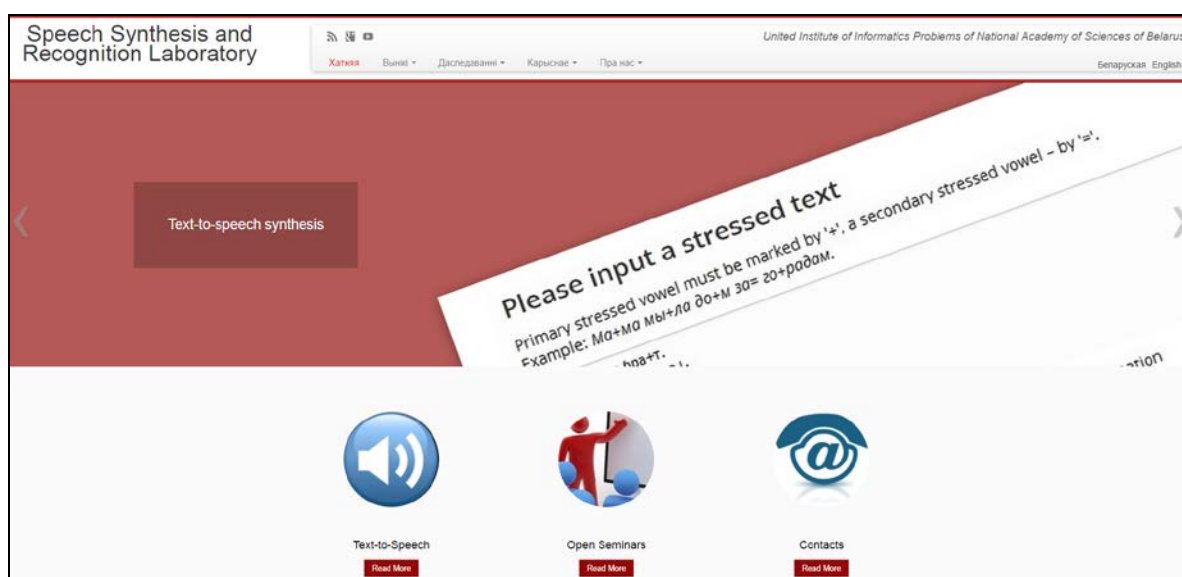 Speech Synthesis and
Recognition Laboratory
United Institute of Informatics Problems of National Academy of Sciences of Belarus
Хатняя Вынікі Даследаванні Карыснае Пра нас
Беларуская English
Text-to-speech synthesis
Please input a stressed text
Primary stressed vowel must be marked by '+', a secondary stressed vowel – by '='.
Example: Ма+ма мы+ла до+м за= го+радам.
Text-to-Speech
Open Seminars
Contacts
Read More
Read More
Read More